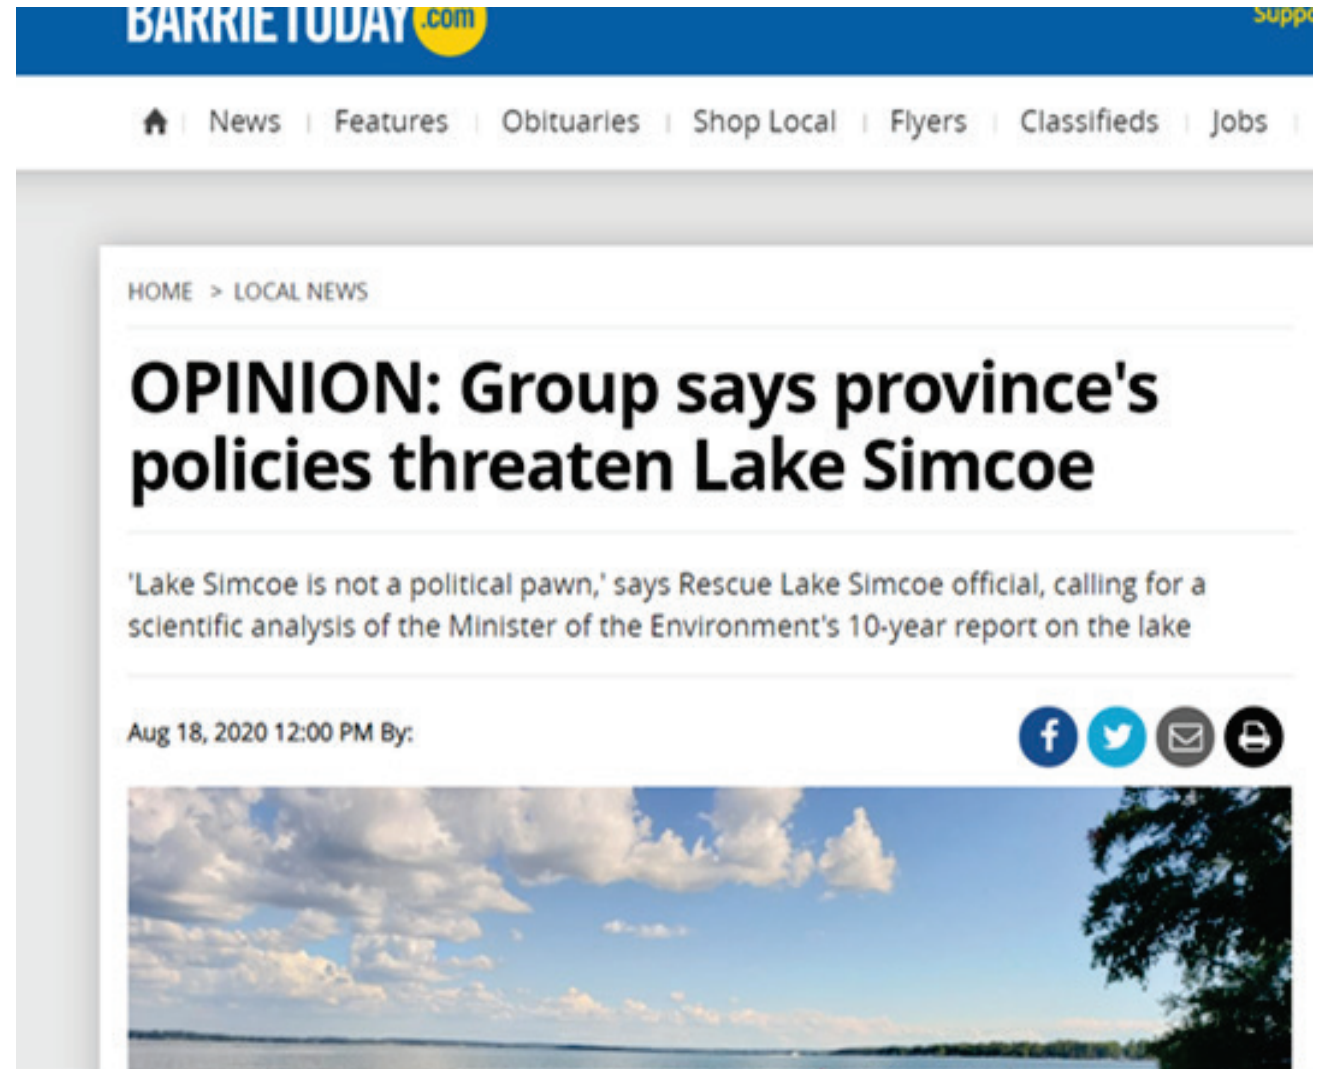 BARRIETODAY .com
News Features Obituaries Shop Local Flyers Classifieds Jobs
HOME > LOCAL NEWS
OPINION: Group says province's
policies threaten Lake Simcoe
'Lake Simcoe is not a political pawn,' says Rescue Lake Simcoe official, calling for a
scientific analysis of the Minister of the Environment's 10-year report on the lake
Aug 18, 2020 12:00 PM By: